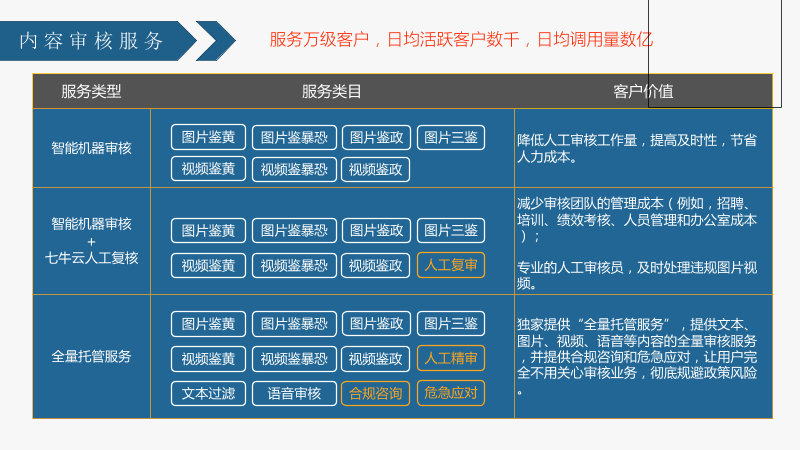 内容审核服务
服务万级客户，日均活跃客户数千，日均调用量数亿
服务类型 服务类目 客户价值
智能机器审核
图片鉴黄 图片鉴暴恐 图片鉴政 图片三鉴
视频鉴黄 视频鉴暴恐 视频鉴政
降低人工审核工作量，提高及时性，节省
人力成本。
智能机器审核
+
七牛云人工复核
图片鉴黄 图片鉴暴恐 图片鉴政 图片三鉴
视频鉴黄 视频鉴暴恐 视频鉴政 人工复审
减少审核团队的管理成本（例如，招聘、
培训、绩效考核、人员管理和办公室成本
）；
专业的人工审核员，及时处理违规图片视
频。
全量托管服务
图片鉴黄 图片鉴暴恐 图片鉴政 图片三鉴
视频鉴黄 视频鉴暴恐 视频鉴政 人工精审
文本过滤 语音审核 合规咨询 危急应对
独家提供“全量托管服务”，提供文本、
图片、视频、语音等内容的全量审核服务
，并提供合规咨询和危急应对，让用户完
全不用关心审核业务，彻底规避政策风险
。